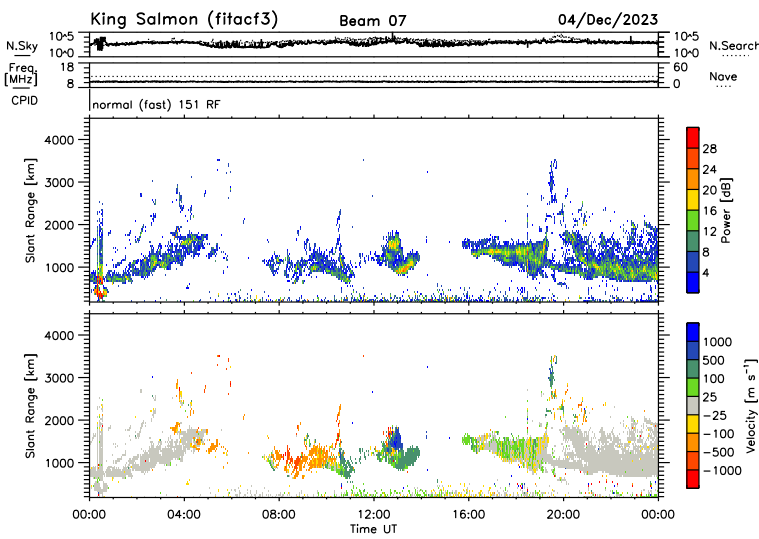 King Salmon (fitacf3) Beam 07 04/Dec/2023
N.Sky 10^5 10^0 10^5 10^0 N.Search
Freq. [MHz] 18 8 60 0 Nave
CPID normal (fast) 151 RF
Slant Range [km] 4000 3000 2000 1000
Power [dB] 28 24 20 16 12 8 4
Slant Range [km] 4000 3000 2000 1000
Velocity [m s⁻¹] 1000 500 100 25 −25 −100 −500 −1000
00:00 04:00 08:00 12:00 16:00 20:00 00:00
Time UT